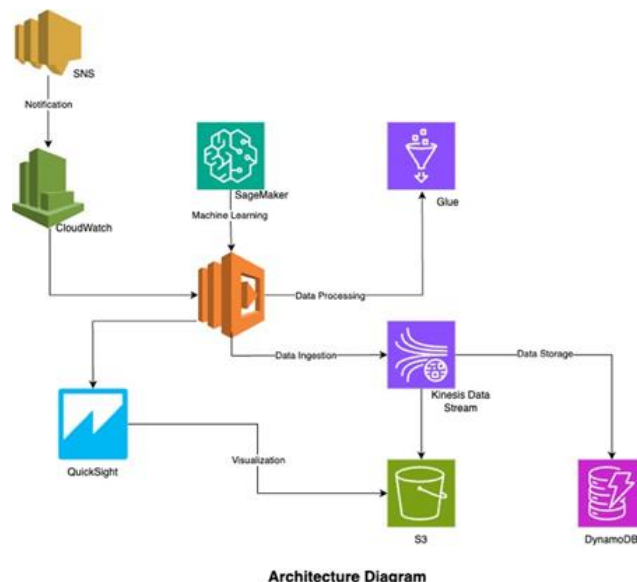 SNS
Notification
CloudWatch
SageMaker
Machine Learning
Glue
Data Processing
Data Ingestion
Kinesis Data
Stream
Data Storage
QuickSight
Visualization
S3
DynamoDB
Architecture Diagram